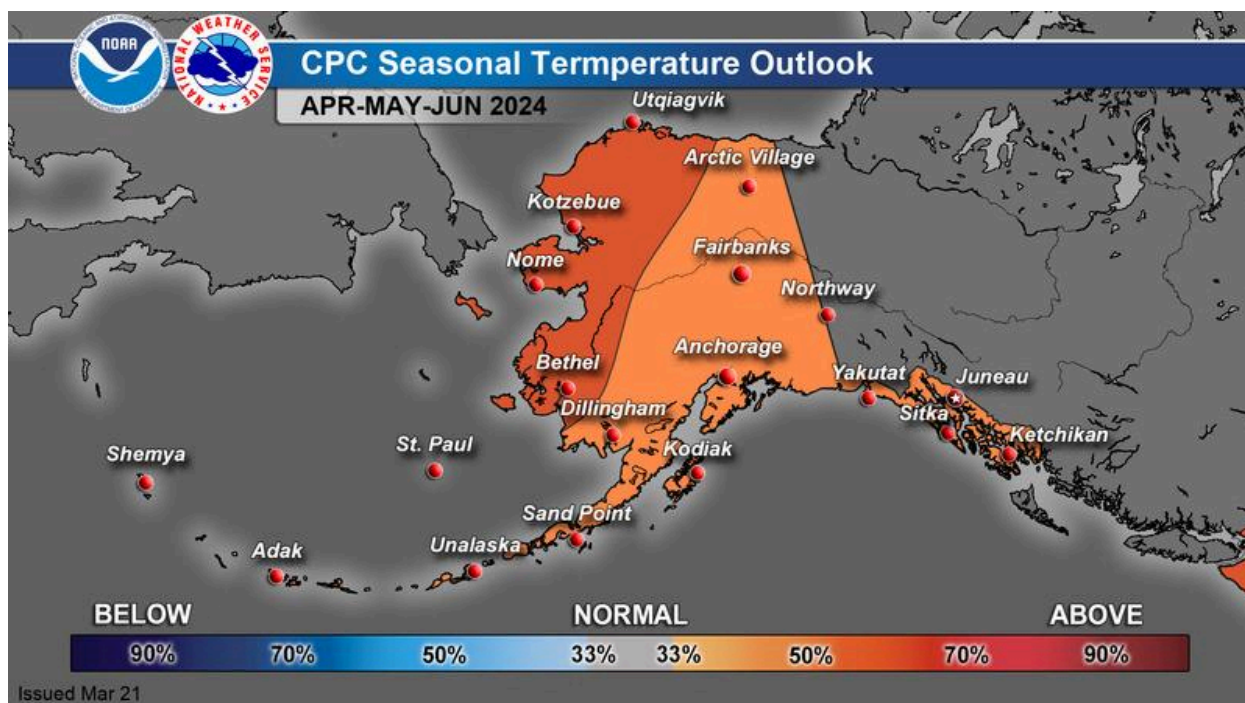 NOAA
NATIONAL WEATHER SERVICE
CPC Seasonal Termperature Outlook
APR-MAY-JUN 2024
Utqiagvik
Arctic Village
Kotzebue
Fairbanks
Nome
Northway
Anchorage
Bethel
Yakutat
Juneau
Dillingham
Sitka
Ketchikan
St. Paul
Kodiak
Shemya
Sand Point
Unalaska
Adak
BELOW NORMAL ABOVE
90% 70% 50% 33% 33% 50% 70% 90%
Issued Mar 21